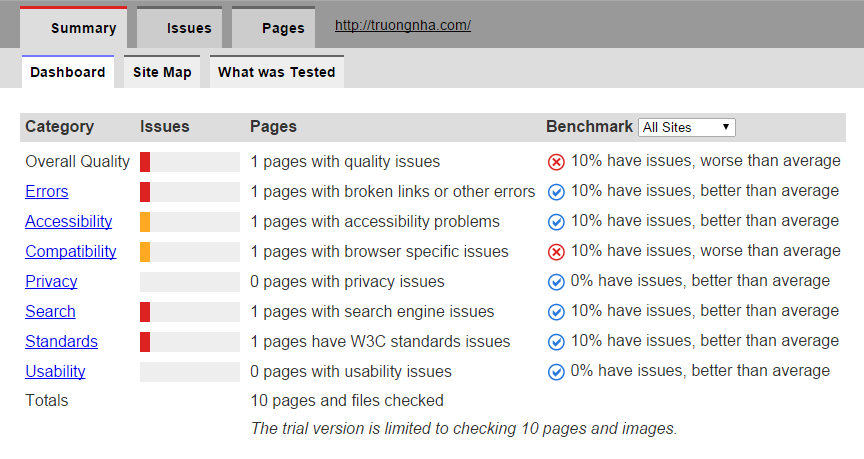 Summary Issues Pages http://truongnha.com/
Dashboard Site Map What was Tested
Category Issues Pages Benchmark All Sites
Overall Quality 1 pages with quality issues 10% have issues, worse than average
Errors 1 pages with broken links or other errors 10% have issues, better than average
Accessibility 1 pages with accessibility problems 10% have issues, better than average
Compatibility 1 pages with browser specific issues 10% have issues, worse than average
Privacy 0 pages with privacy issues 0% have issues, better than average
Search 1 pages with search engine issues 10% have issues, better than average
Standards 1 pages have W3C standards issues 10% have issues, better than average
Usability 0 pages with usability issues 0% have issues, better than average
Totals 10 pages and files checked
The trial version is limited to checking 10 pages and images.